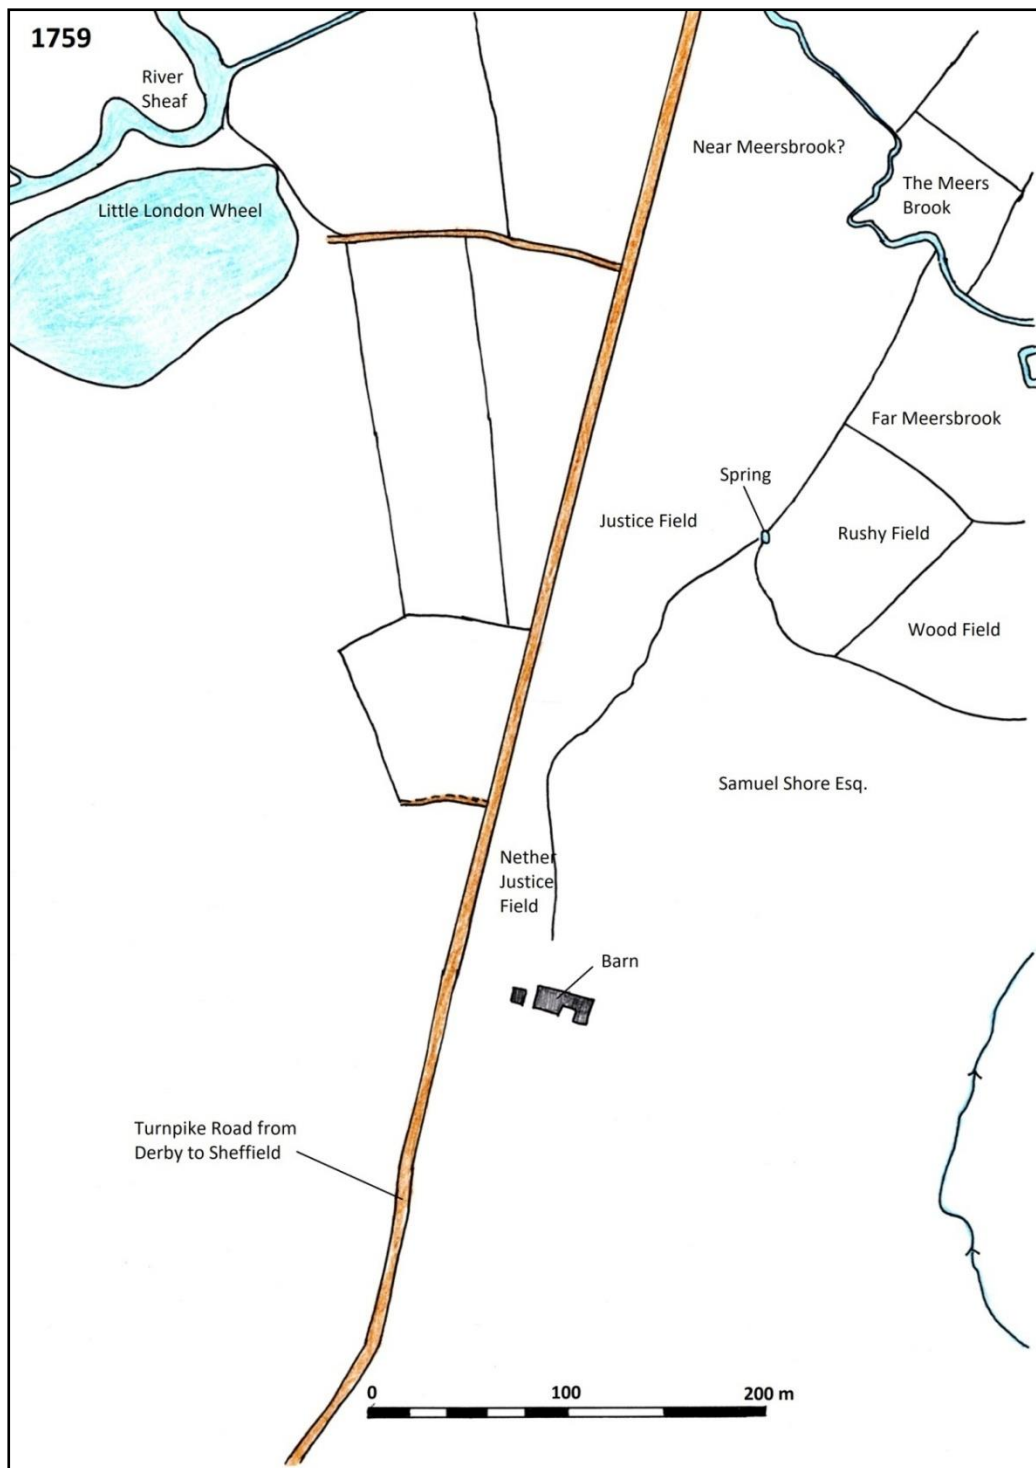 1759
River
Sheaf
Near Meersbrook?
The Meers
Brook
Little London Wheel
Far Meersbrook
Spring
Justice Field
Rushy Field
Wood Field
Samuel Shore Esq.
Nether
Justice
Field
Barn
Turnpike Road from
Derby to Sheffield
0 100 200 m